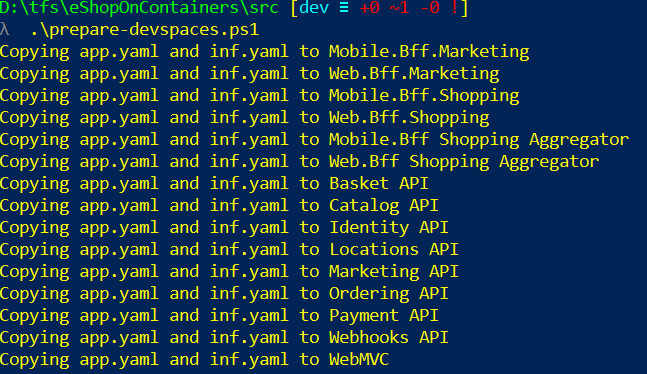 D:\tfs\eShopOnContainers\src [dev ≡ +0 ~1 -0 !]
λ .\prepare-devspaces.ps1
Copying app.yaml and inf.yaml to Mobile.Bff.Marketing
Copying app.yaml and inf.yaml to Web.Bff.Marketing
Copying app.yaml and inf.yaml to Mobile.Bff.Shopping
Copying app.yaml and inf.yaml to Web.Bff.Shopping
Copying app.yaml and inf.yaml to Mobile.Bff Shopping Aggregator
Copying app.yaml and inf.yaml to Web.Bff Shopping Aggregator
Copying app.yaml and inf.yaml to Basket API
Copying app.yaml and inf.yaml to Catalog API
Copying app.yaml and inf.yaml to Identity API
Copying app.yaml and inf.yaml to Locations API
Copying app.yaml and inf.yaml to Marketing API
Copying app.yaml and inf.yaml to Ordering API
Copying app.yaml and inf.yaml to Payment API
Copying app.yaml and inf.yaml to Webhooks API
Copying app.yaml and inf.yaml to WebMVC